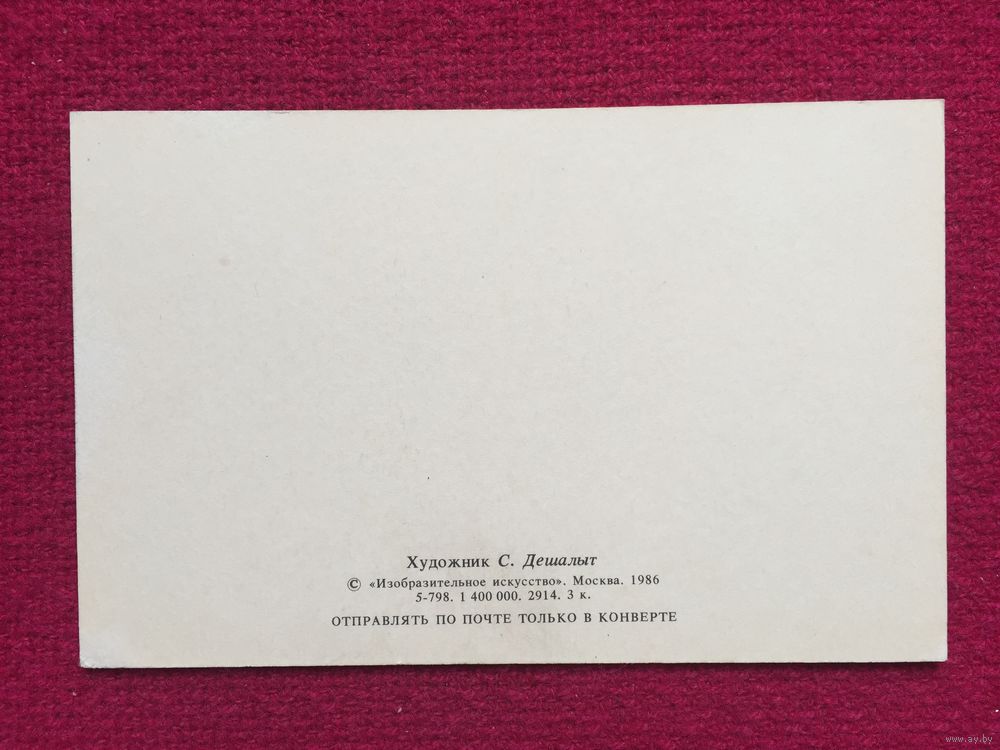 Художник С. Дешалыт
© «Изобразительное искусство». Москва. 1986
5-798. 1 400 000. 2914. 3 к.
ОТПРАВЛЯТЬ ПО ПОЧТЕ ТОЛЬКО В КОНВЕРТЕ
www.ay.by